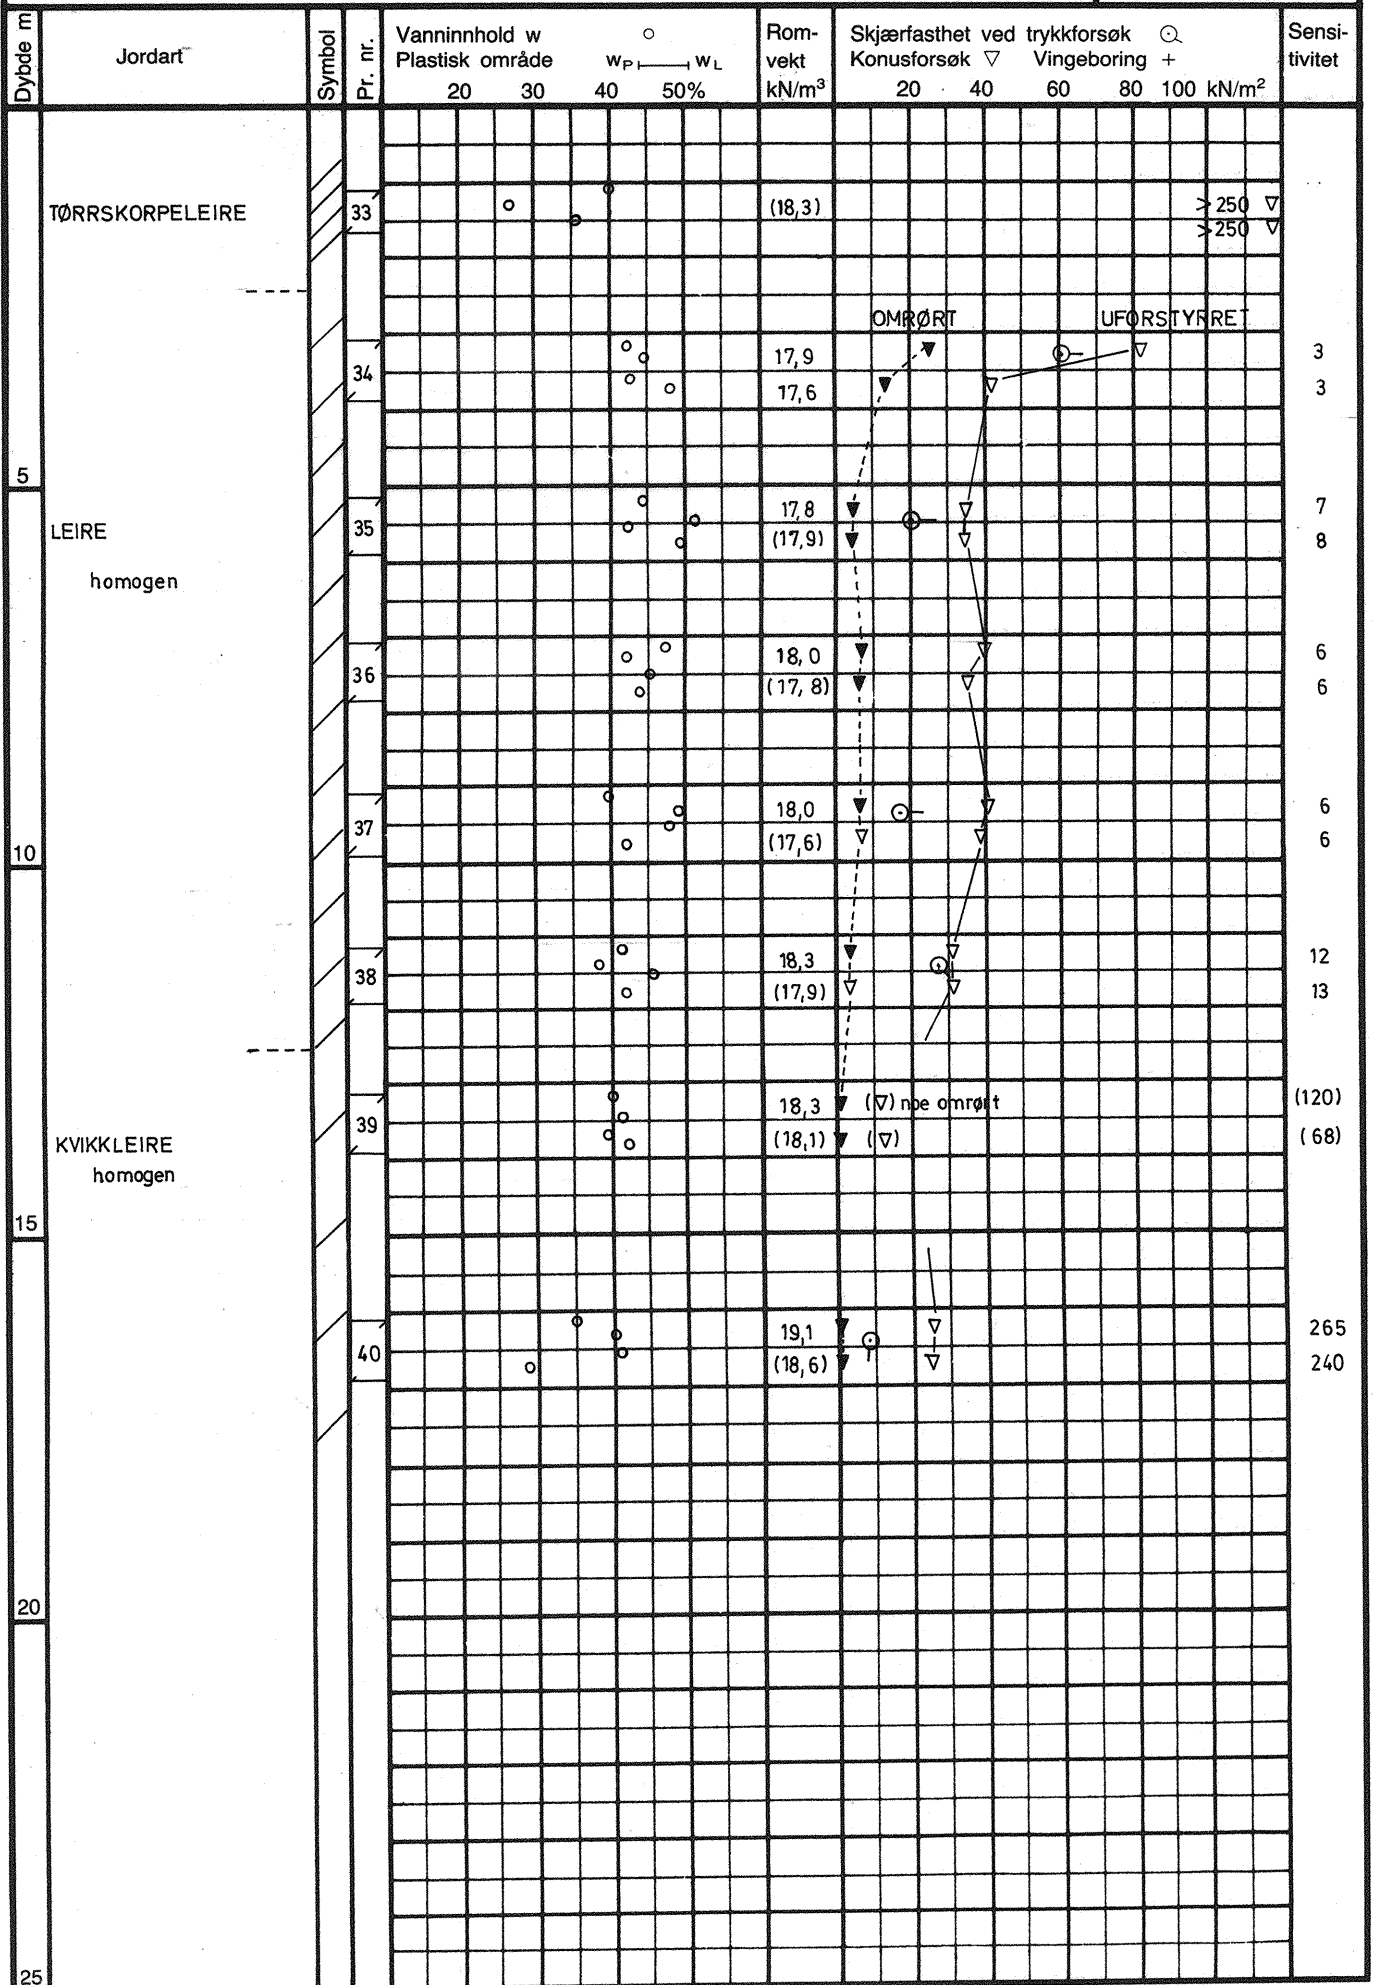 Dybde m
Jordart
Symbol
Pr. nr.
Vanninnhold w
Plastisk område wP wL
20 30 40 50%
Rom-
vekt
kN/m³
Skjærfasthet ved trykkforsøk
Konusforsøk Vingeboring +
20 40 60 80 100 kN/m²
Sensi-
tivitet
TØRRSKORPELEIRE 33 (18,3) >250
>250
OMRØRT UFORSTYRRET
34 17,9 3
17,6 3
5
LEIRE 35 17,8 7
(17,9) 8
homogen
36 18,0 6
(17,8) 6
37 18,0 6
(17,6) 6
10
38 18,3 12
(17,9) 13
39 18,3 ( ) noe omrørt (120)
KVIKKLEIRE (18,1) ( ) (68)
homogen
15
40 19,1 265
(18,6) 240
20
25